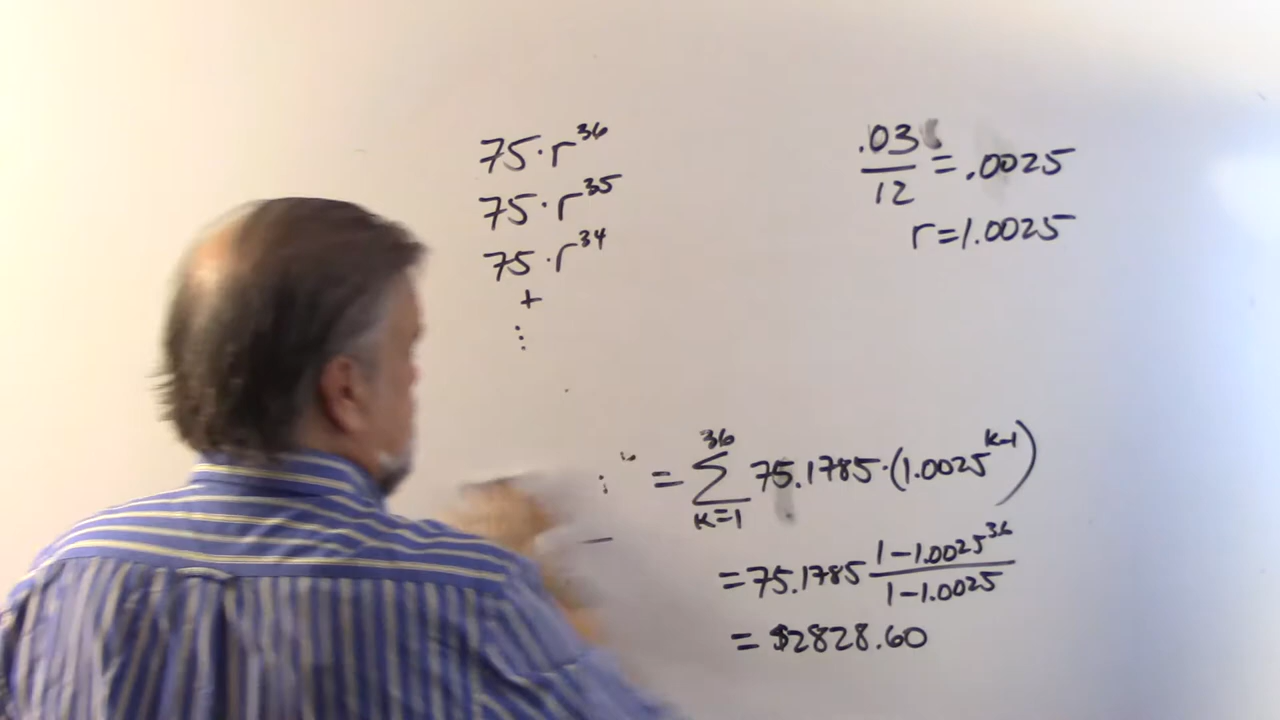 75·r³⁶
75·r³⁵
75·r³⁴
+
⋮
.03/12 = .0025
r=1.0025
= ∑_{k=1}^{36} 75.1785·(1.0025^{k-1})
=75.1785 (1-1.0025³⁶)/(1-1.0025)
= $2828.60